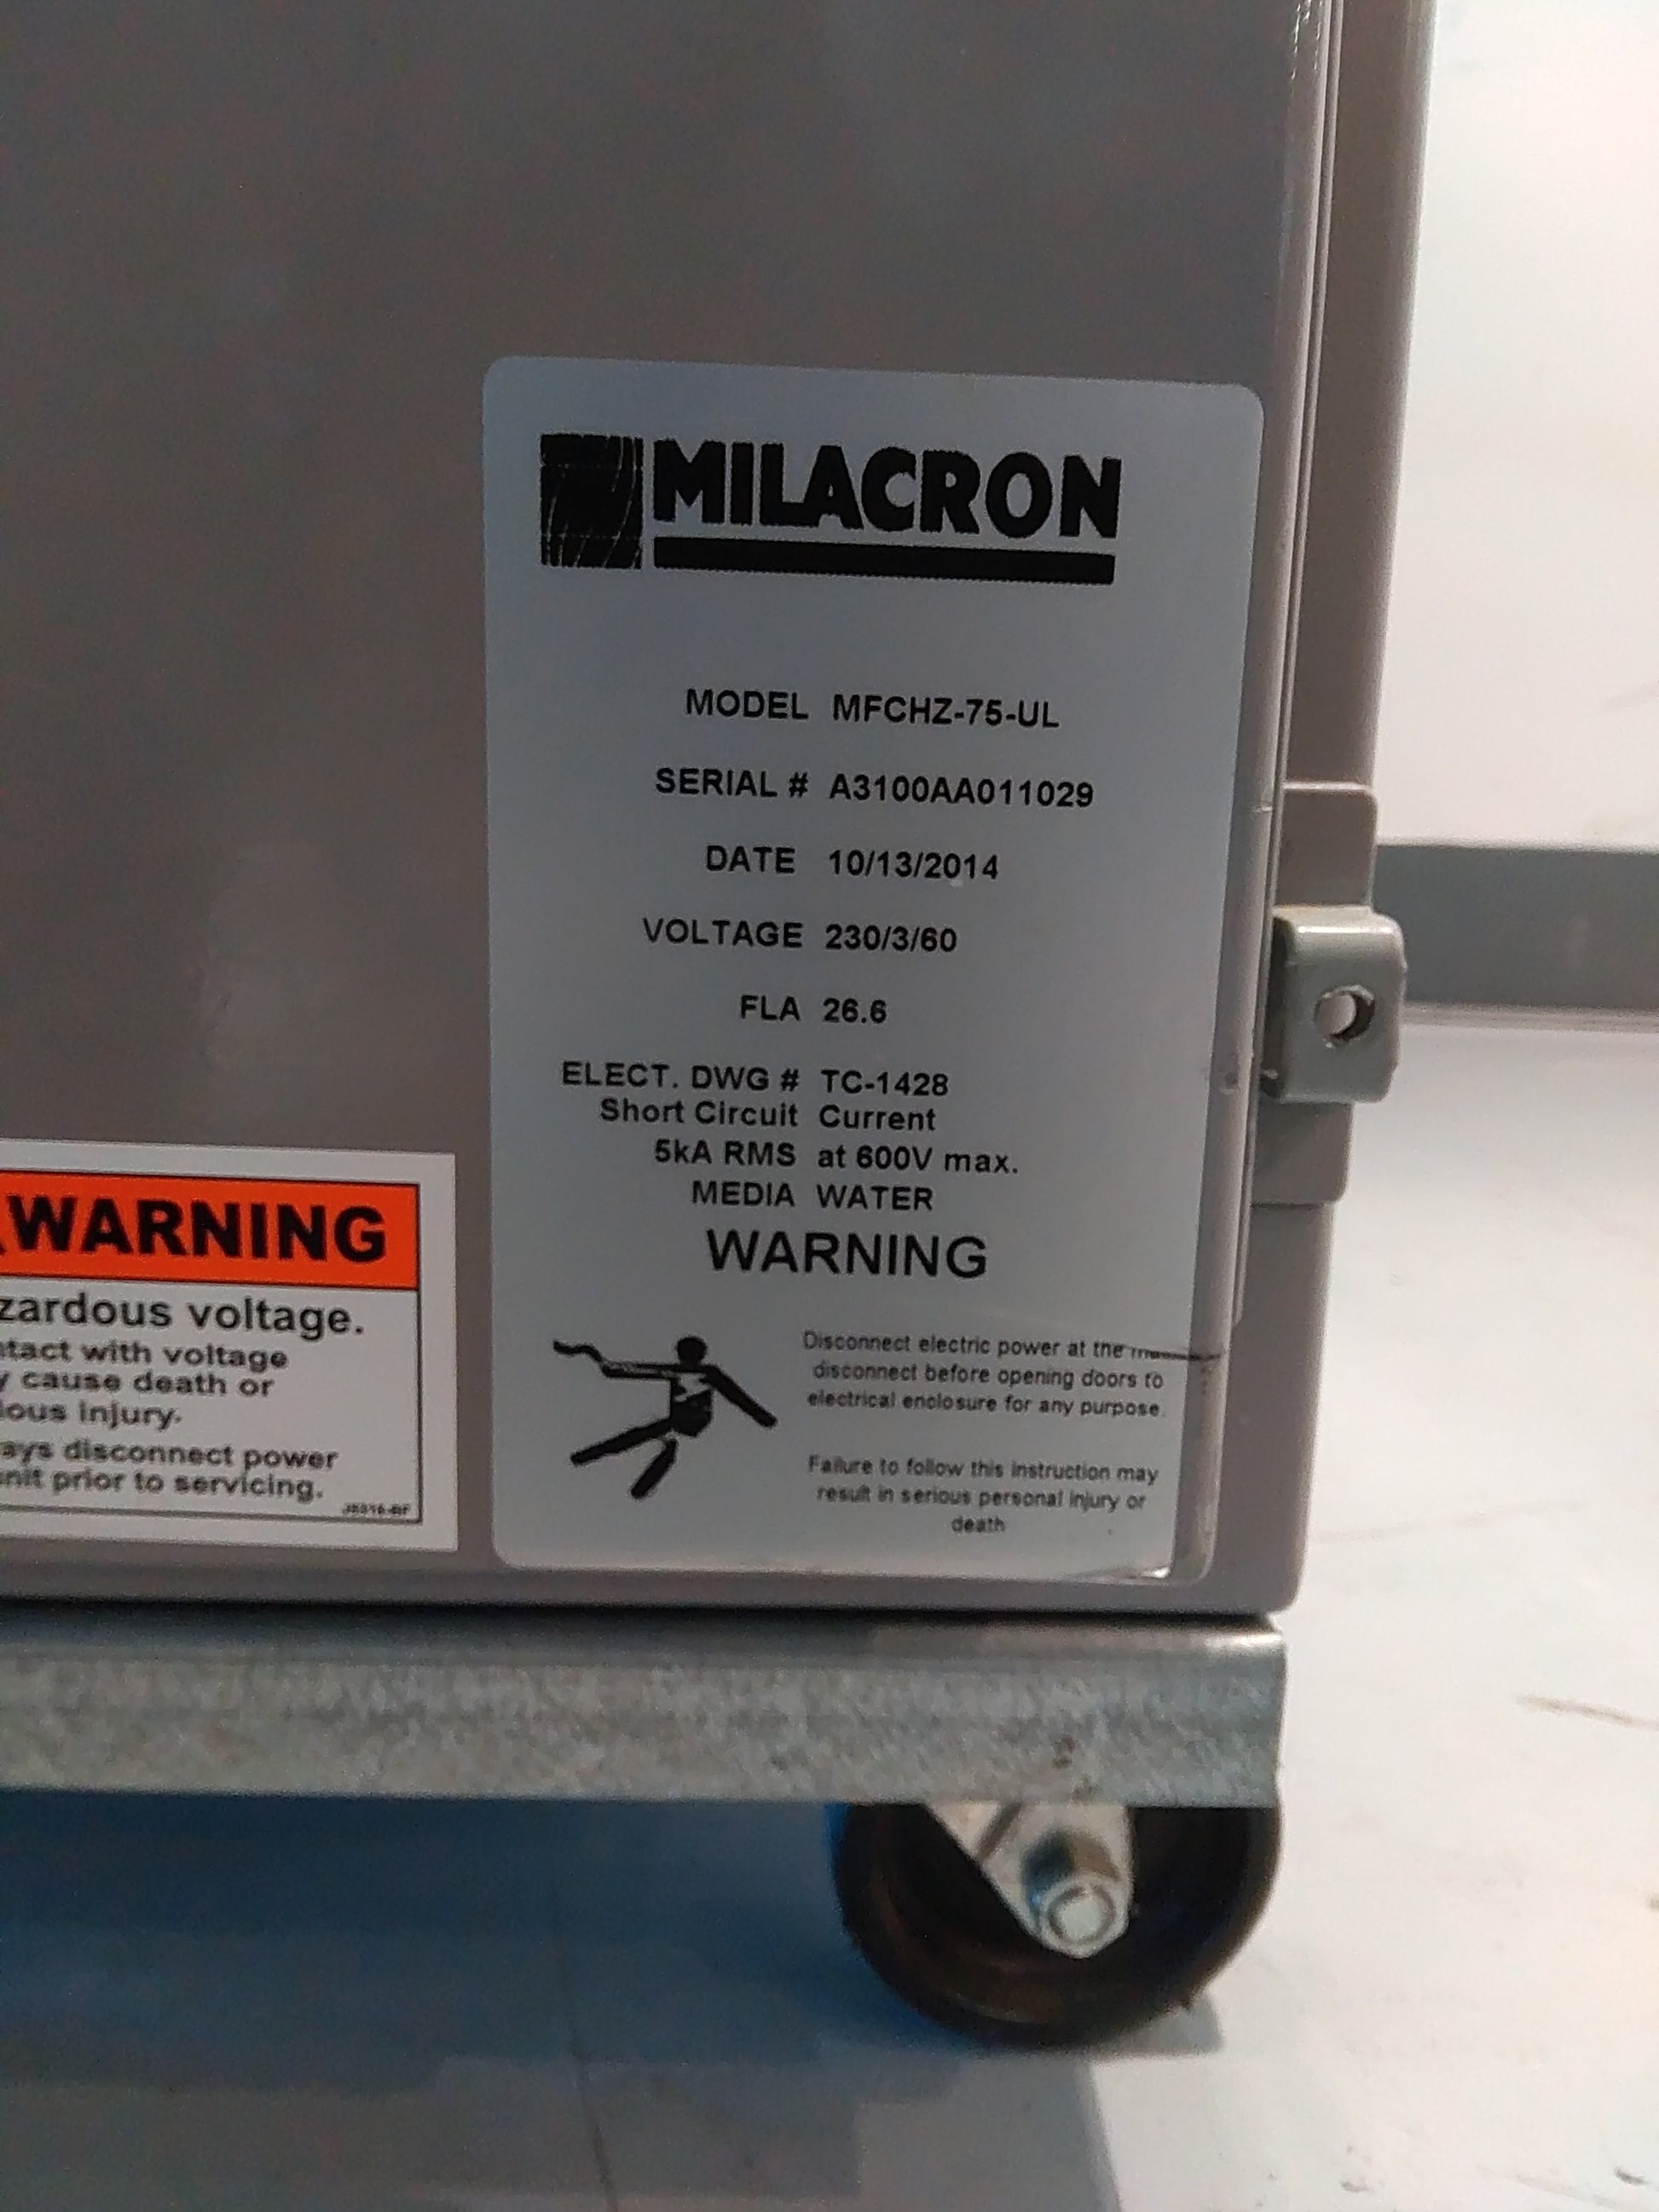 MILACRON
MODEL MFCHZ-75-UL
SERIAL # A3100AA011029
DATE 10/13/2014
VOLTAGE 230/3/60
FLA 26.6
ELECT. DWG # TC-1428
Short Circuit Current
5kA RMS at 600V max.
MEDIA WATER
WARNING
Disconnect electric power at the
disconnect before opening doors to
electrical enclosure for any purpose.
Failure to follow this instruction may
result in serious personal injury or
death
WARNING
zardous voltage.
ntact with voltage
y cause death or
ious injury.
ays disconnect power
unit prior to servicing.